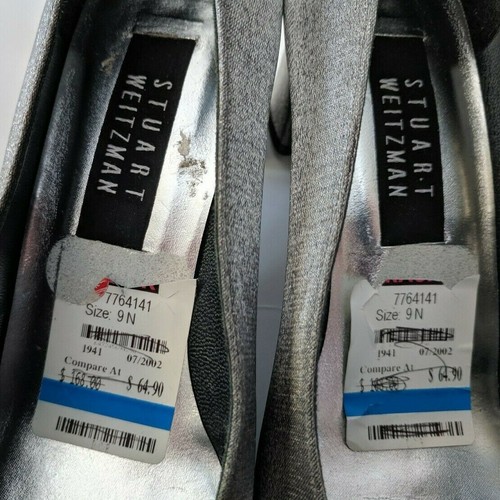 STUART
WEITZMAN
7764141
Size: 9 N
1941 07/2002
Compare At
$ 64.90
STUART
WEITZMAN
7764141
Size: 9 N
1941 07/2002
Compare At
$ 64.90